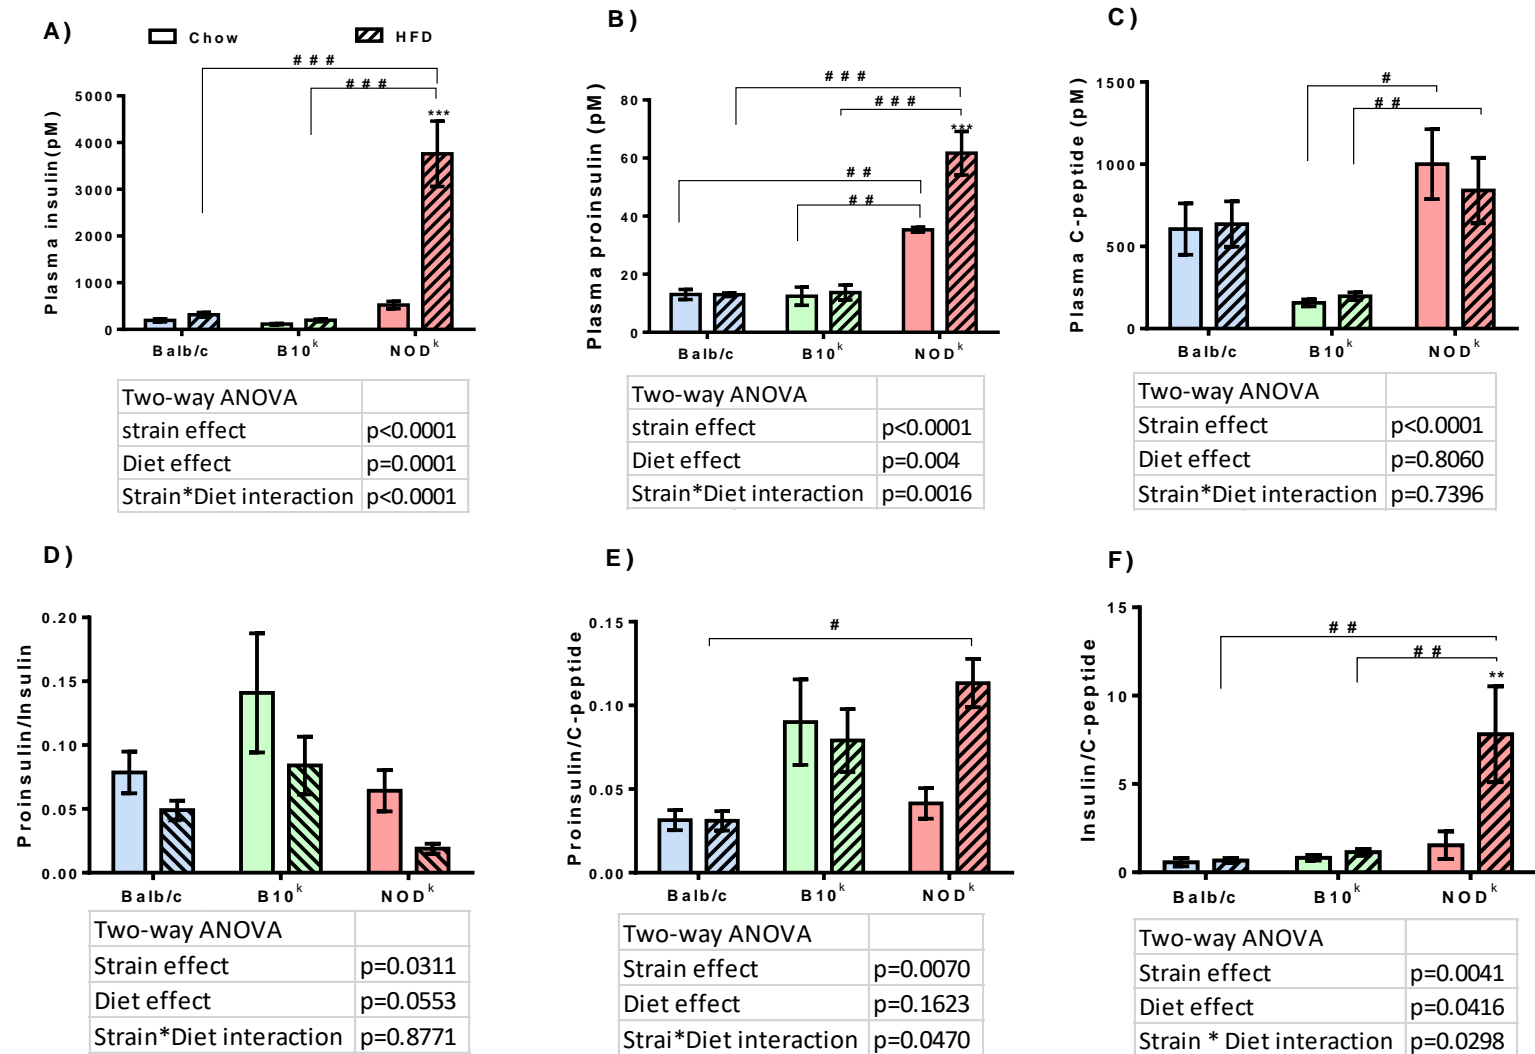 A)
Chow
HFD
# # #
# # #
***
Plasma insulin(pM)
5000
4000
3000
2000
1000
0
Balb/c
B10k
NODk
Two-way ANOVA
strain effect p<0.0001
Diet effect p=0.0001
Strain*Diet interaction p<0.0001
B)
# # #
# # #
***
# #
# #
Plasma proinsulin (pM)
80
60
40
20
0
Balb/c
B10k
NODk
Two-way ANOVA
strain effect p<0.0001
Diet effect p=0.004
Strain*Diet interaction p=0.0016
C)
#
# #
Plasma C-peptide (pM)
1500
1000
500
0
Balb/c
B10k
NODk
Two-way ANOVA
Strain effect p<0.0001
Diet effect p=0.8060
Strain*Diet interaction p=0.7396
D)
Proinsulin/Insulin
0.20
0.15
0.10
0.05
0.00
Balb/c
B10k
NODk
Two-way ANOVA
Strain effect p=0.0311
Diet effect p=0.0553
Strain*Diet interaction p=0.8771
E)
#
Proinsulin/C-peptide
0.15
0.10
0.05
0.00
Balb/c
B10k
NODk
Two-way ANOVA
Strain effect p=0.0070
Diet effect p=0.1623
Strai*Diet interaction p=0.0470
F)
# #
# #
**
Insulin/C-peptide
15
10
5
0
Balb/c
B10k
NODk
Two-way ANOVA
Strain effect p=0.0041
Diet effect p=0.0416
Strain * Diet interaction p=0.0298